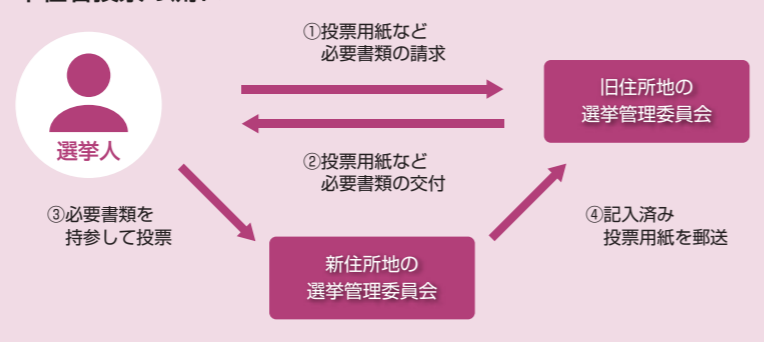 ①投票用紙など
必要書類の請求
旧住所地の
選挙管理委員会
選挙人
②投票用紙など
必要書類の交付
③必要書類を
持参して投票
④記入済み
投票用紙を郵送
新住所地の
選挙管理委員会